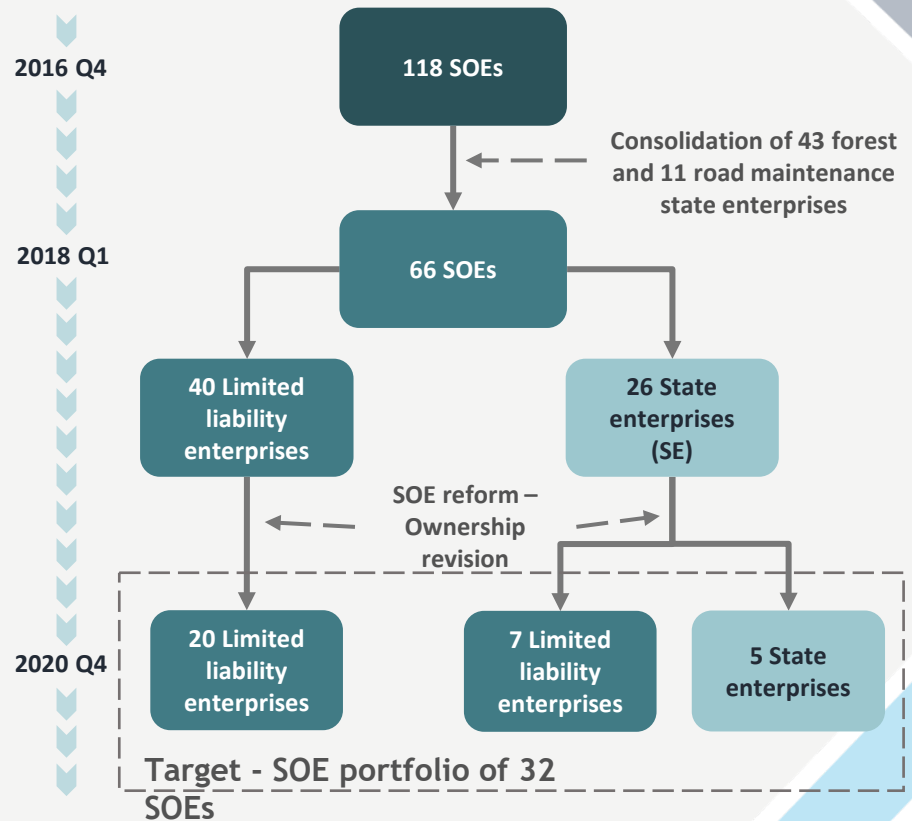 2016 Q4
118 SOEs
Consolidation of 43 forest
and 11 road maintenance
state enterprises
2018 Q1
66 SOEs
40 Limited
liability
enterprises
26 State
enterprises
(SE)
SOE reform –
Ownership
revision
2020 Q4
20 Limited
liability
enterprises
7 Limited
liability
enterprises
5 State
enterprises
Target - SOE portfolio of 32
SOEs